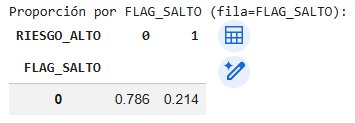 Proporción por FLAG_SALTO (fila=FLAG_SALTO):
RIESGO_ALTO 0 1
FLAG_SALTO
0 0.786 0.214